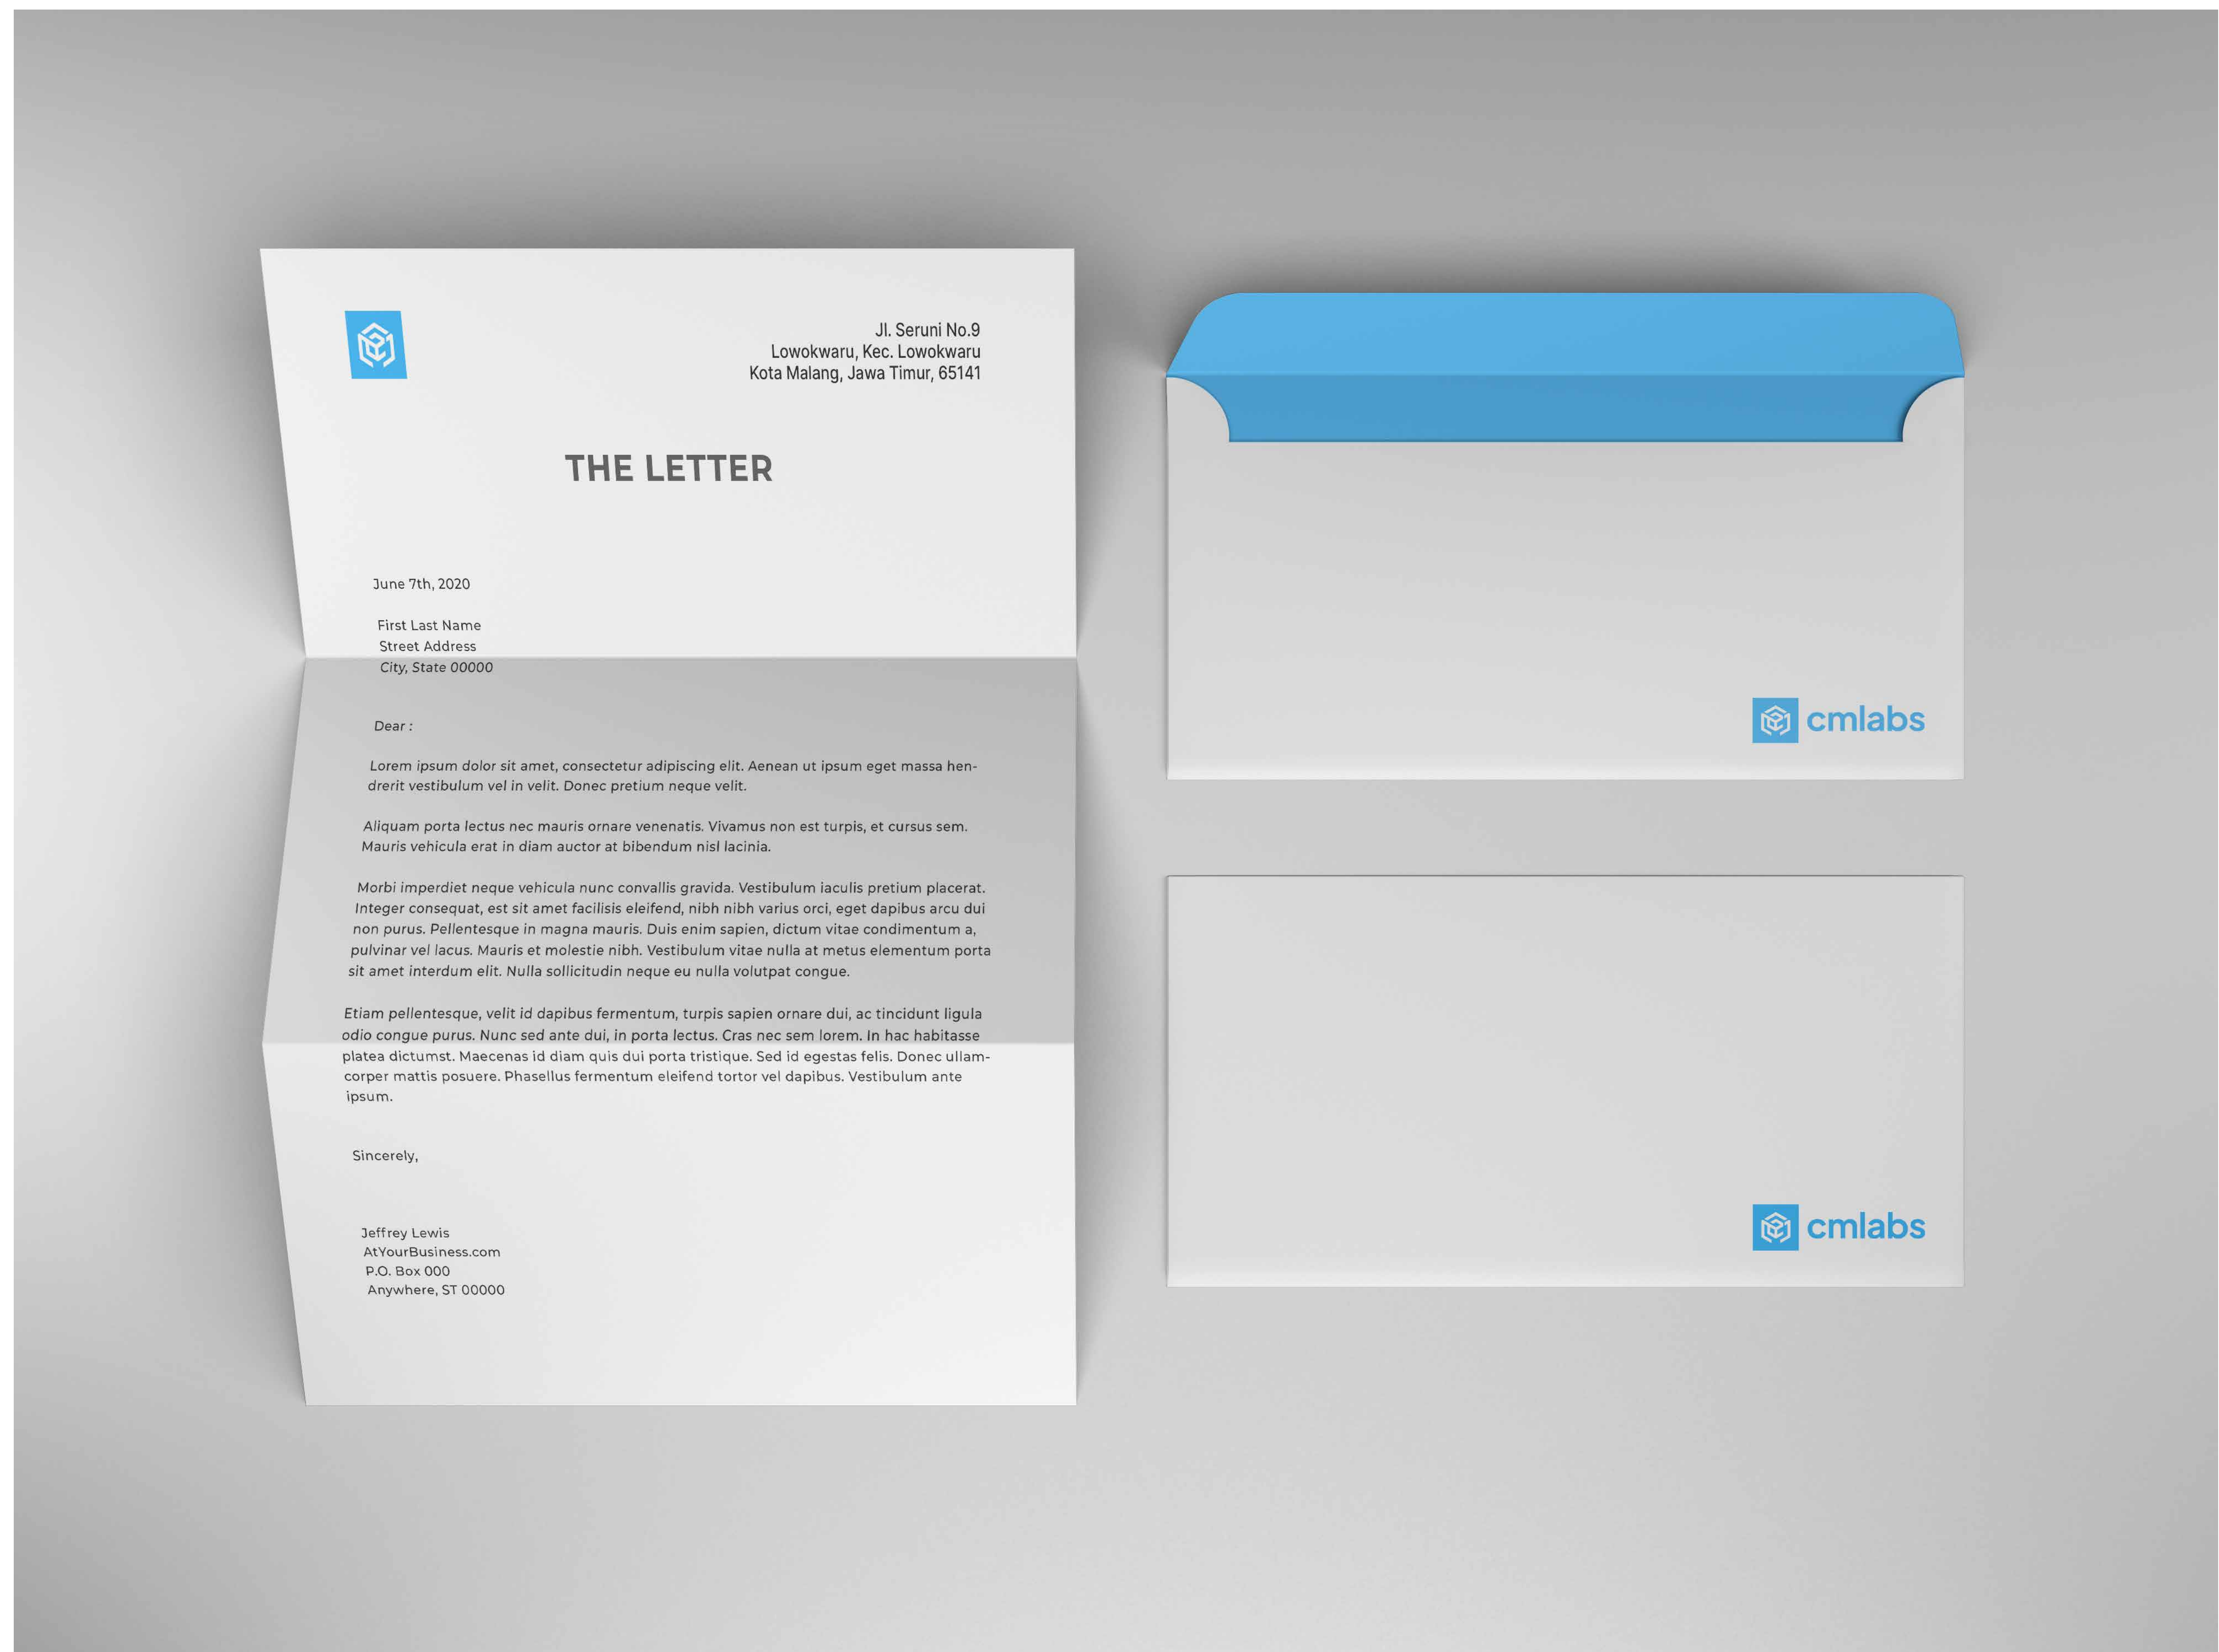 Jl. Seruni No.9
Lowokwaru, Kec. Lowokwaru
Kota Malang, Jawa Timur, 65141
THE LETTER
June 7th, 2020
First Last Name
Street Address
City, State 00000
Dear :
Lorem ipsum dolor sit amet, consectetur adipiscing elit. Aenean ut ipsum eget massa hen-
drerit vestibulum vel in velit. Donec pretium neque velit.
Aliquam porta lectus nec mauris ornare venenatis. Vivamus non est turpis, et cursus sem.
Mauris vehicula erat in diam auctor at bibendum nisl lacinia.
Morbi imperdiet neque vehicula nunc convallis gravida. Vestibulum iaculis pretium placerat.
Integer consequat, est sit amet facilisis eleifend, nibh nibh varius orci, eget dapibus arcu dui
non purus. Pellentesque in magna mauris. Duis enim sapien, dictum vitae condimentum a,
pulvinar vel lacus. Mauris et molestie nibh. Vestibulum vitae nulla at metus elementum porta
sit amet interdum elit. Nulla sollicitudin neque eu nulla volutpat congue.
Etiam pellentesque, velit id dapibus fermentum, turpis sapien ornare dui, ac tincidunt ligula
odio congue purus. Nunc sed ante dui, in porta lectus. Cras nec sem lorem. In hac habitasse
platea dictumst. Maecenas id diam quis dui porta tristique. Sed id egestas felis. Donec ullam-
corper mattis posuere. Phasellus fermentum eleifend tortor vel dapibus. Vestibulum ante
ipsum.
Sincerely,
Jeffrey Lewis
AtYourBusiness.com
P.O. Box 000
Anywhere, ST 00000
cmlabs
cmlabs